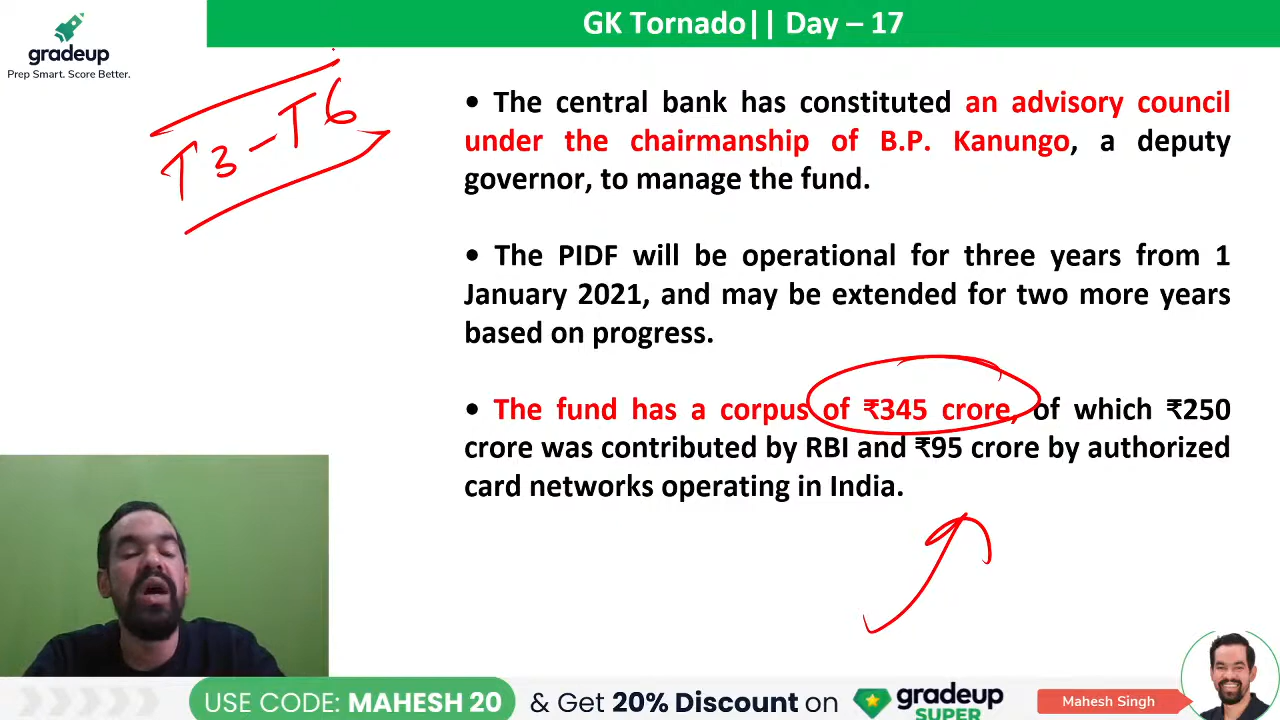 gradeup
Prep Smart. Score Better.
GK Tornado|| Day – 17
T3 - T6
• The central bank has constituted an advisory council
under the chairmanship of B.P. Kanungo, a deputy
governor, to manage the fund.
• The PIDF will be operational for three years from 1
January 2021, and may be extended for two more years
based on progress.
• The fund has a corpus of ₹345 crore, of which ₹250
crore was contributed by RBI and ₹95 crore by authorized
card networks operating in India.
USE CODE: MAHESH 20 & Get 20% Discount on
gradeup
SUPER
Mahesh Singh